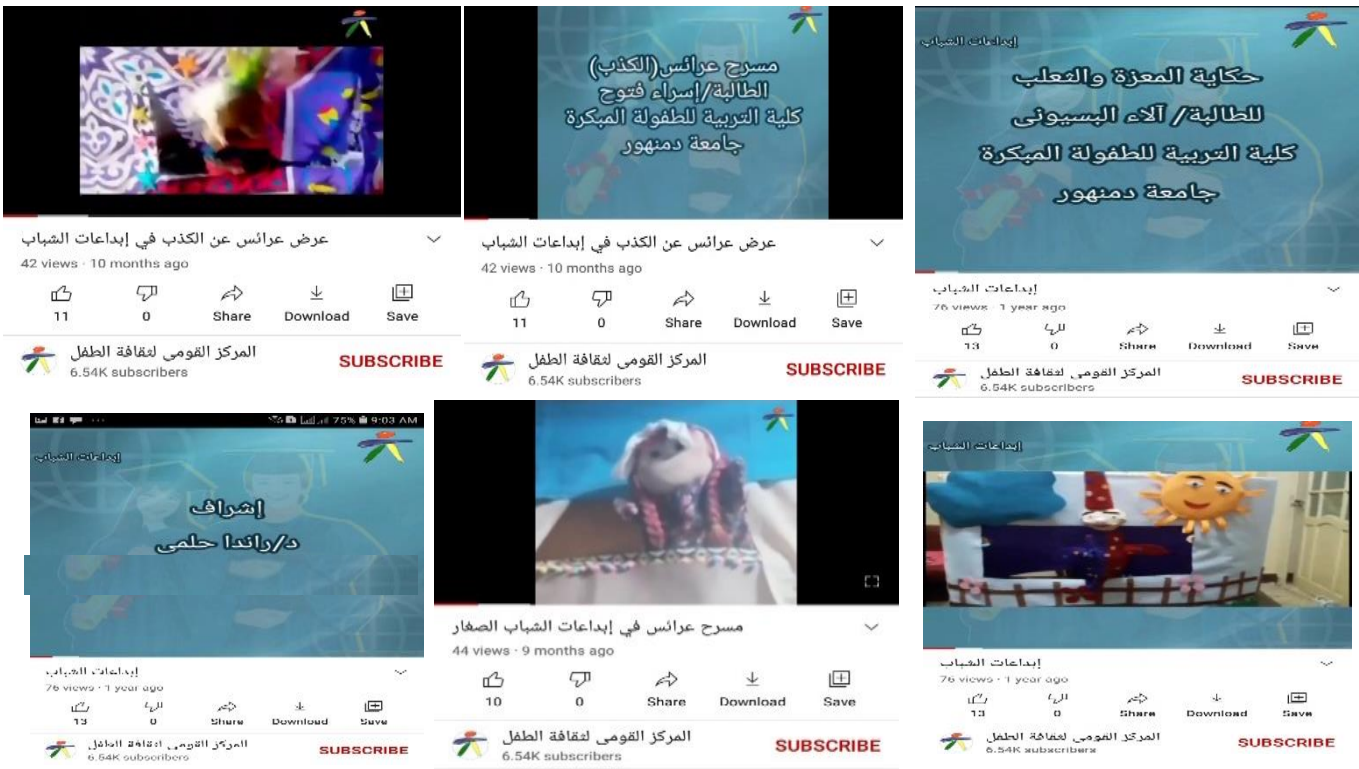 عرض عرائس عن الكذب في إبداعات الشباب
42 views · 10 months ago
11
0
Share
Download
Save
المركز القومى لثقافة الطفل
6.54K subscribers
SUBSCRIBE
مسرح عرائس(الكذب)
الطالبة/إسراء فتوح
كلية التربية للطفولة المبكرة
جامعة دمنهور
عرض عرائس عن الكذب في إبداعات الشباب
42 views · 10 months ago
11
0
Share
Download
Save
المركز القومى لثقافة الطفل
6.54K subscribers
SUBSCRIBE
إبداعات الشباب
حكاية المعزة والثعلب
للطالبة/ آلاء البسيونى
كلية التربية للطفولة المبكرة
جامعة دمنهور
إبداعات الشباب
76 views · 1 year ago
13
0
Share
Download
Save
المركز القومى لثقافة الطفل
6.54K subscribers
SUBSCRIBE
75% 9:03 AM
إبداعات الشباب
إشراف
د/راندا حلمى
إبداعات الشباب
76 views · 1 year ago
13
0
Share
Download
Save
المركز القومى لثقافة الطفل
6.54K subscribers
SUBSCRIBE
مسرح عرائس في إبداعات الشباب الصغار
44 views · 9 months ago
10
0
Share
Download
Save
المركز القومى لثقافة الطفل
6.54K subscribers
SUBSCRIBE
إبداعات الشباب
إبداعات الشباب
76 views · 1 year ago
13
0
Share
Download
Save
المركز القومى لثقافة الطفل
6.54K subscribers
SUBSCRIBE